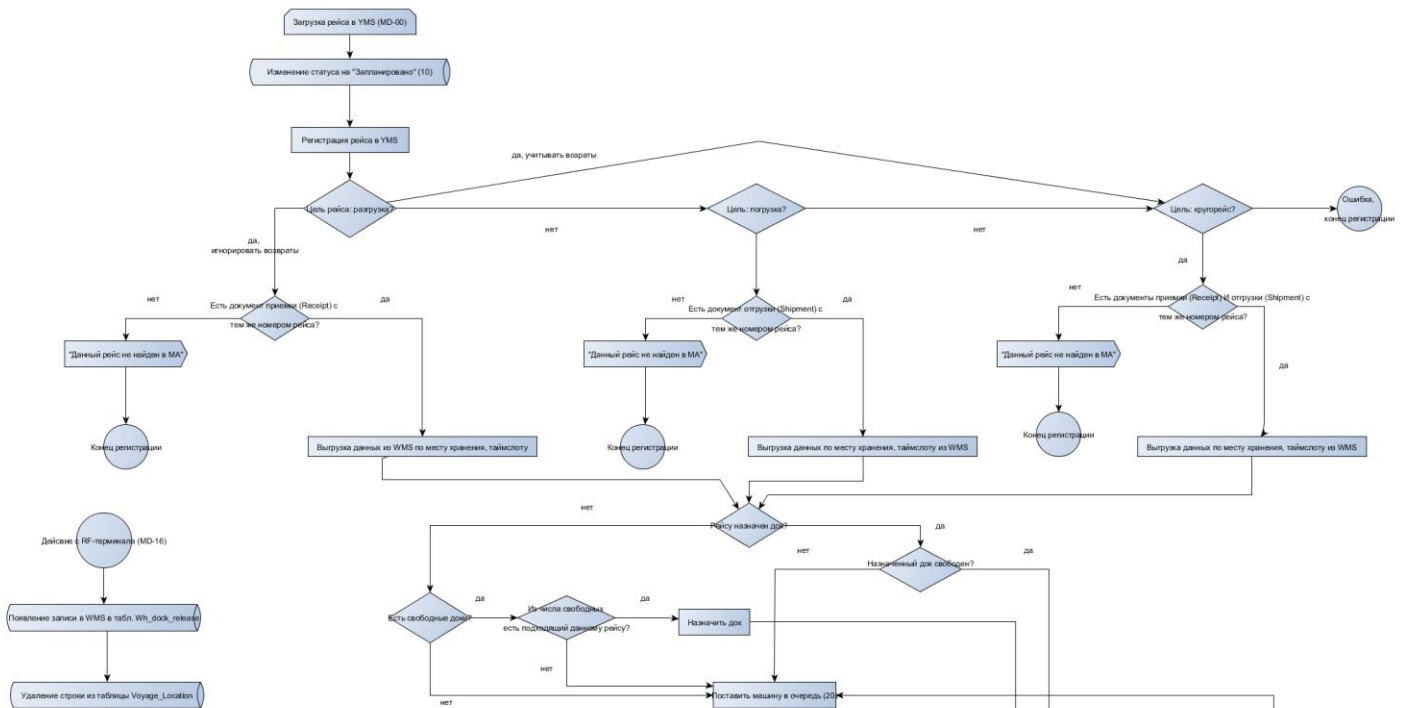 Загрузка рейса в YMS (MD-00)
Изменение статуса на "Запланировано" (10)
Регистрация рейса в YMS
да, учитывать возраты
Цель рейса: разгрузка?
Цель: погрузка?
Цель: кругорейс?
Ошибка,
конец регистрации
да,
игнорировать возвраты
нет
нет
да
нет
Есть документ приемки (Receipt) с
тем же номером рейса?
да
нет
Есть документ отгрузки (Shipment) с
тем же номером рейса?
да
нет
Есть документы приемки (Receipt) И отгрузки (Shipment) с
тем же номером рейса?
да
"Данный рейс не найден в МА"
"Данный рейс не найден в МА"
"Данный рейс не найден в МА"
Конец регистрации
Конец регистрации
Конец регистрации
Выгрузка данных из WMS по месту хранения, таймслоту
Выгрузка данных по месту хранения, таймслоту из WMS
Выгрузка данных по месту хранения, таймслоту из WMS
нет
Рейсу назначен док?
да
Дейсвие с RF-терминала (MD-16)
нет
Назначенный док свободен?
да
Появление записи в WMS в табл. Wh_dock_release
Есть свободные доки?
да
Из числа свободных
есть подходящий данному рейсу?
да
Назначить док
нет
нет
Удаление строки из таблицы Voyage_Location
Поставить машину в очередь (20)